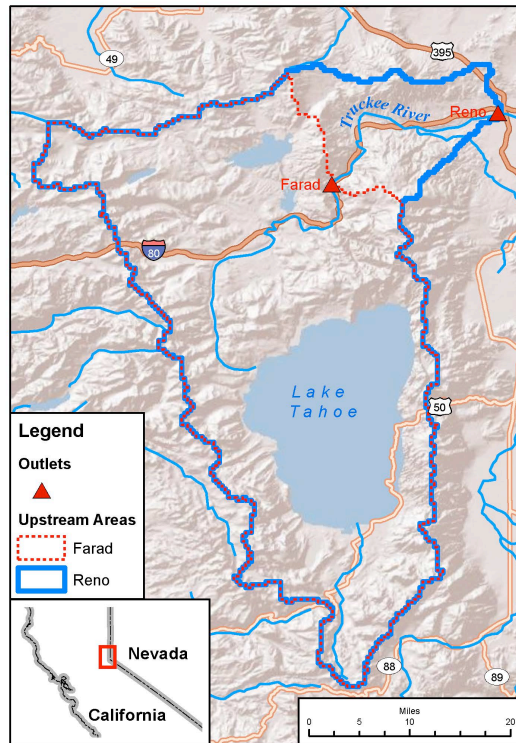 49
395
Truckee River
Reno
Farad
80
Lake
Tahoe
50
Legend
Outlets
Upstream Areas
Farad
Reno
Nevada
California
88
89
Miles
0 5 10 20